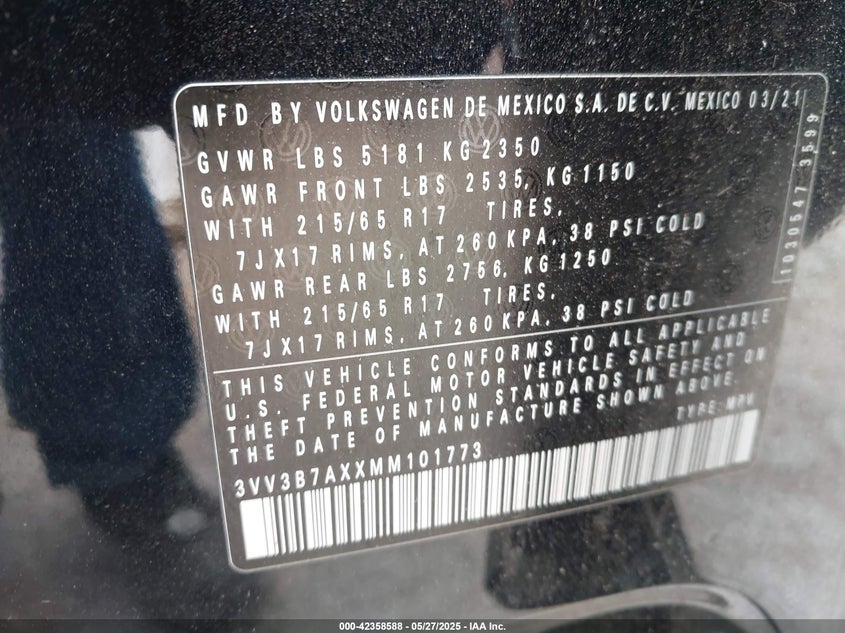 MFD BY VOLKSWAGEN DE MEXICO S.A. DE C.V. MEXICO 03/21
GVWR LBS 5181 KG 2350
GAWR FRONT LBS 2535, KG 1150
WITH 215/65 R17 TIRES,
7JX17 RIMS, AT 260 KPA, 38 PSI COLD
GAWR REAR LBS 2756, KG 1250
WITH 215/65 R17 TIRES,
7JX17 RIMS, AT 260 KPA, 38 PSI COLD
1030547 3599
THIS VEHICLE CONFORMS TO ALL APPLICABLE
U.S. FEDERAL MOTOR VEHICLE SAFETY AND
THEFT PREVENTION STANDARDS IN EFFECT ON
THE DATE OF MANUFACTURE SHOWN ABOVE.
TYPE: MPV
3VV3B7AXXMM101773
000-42358588 — 05/27/2025 — IAA Inc.